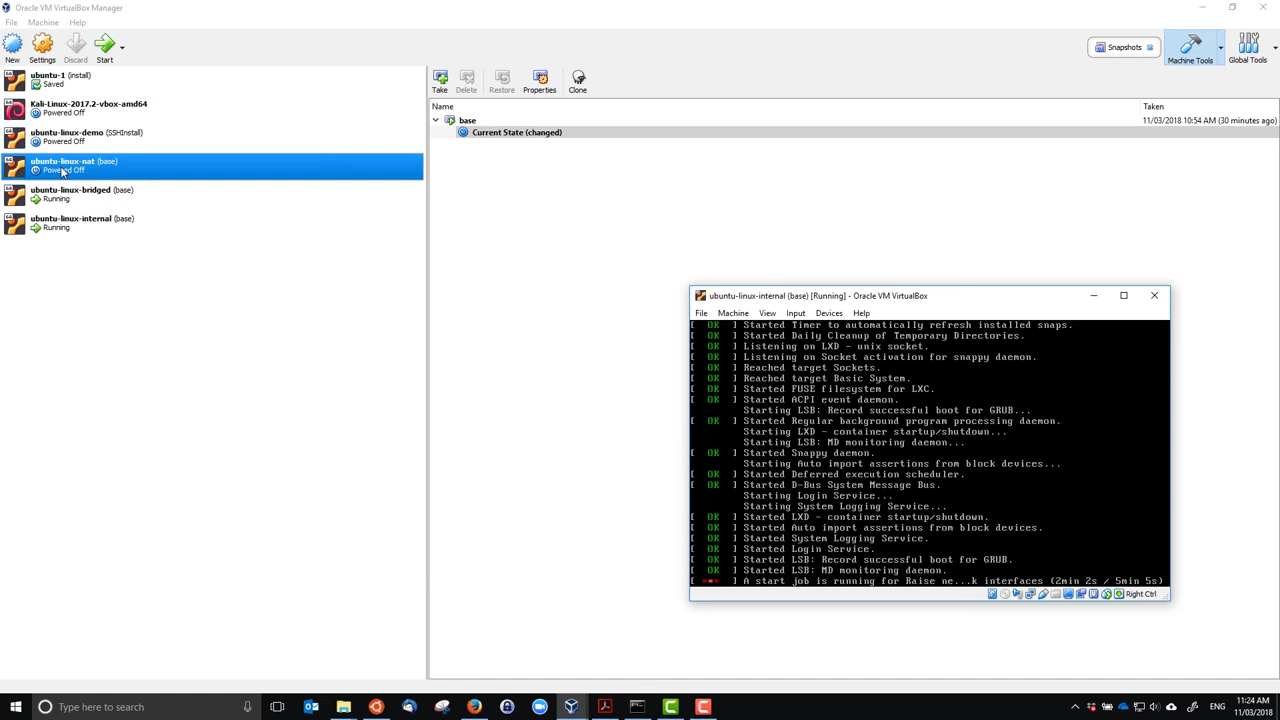 Oracle VM VirtualBox Manager
File Machine Help
New Settings Discard Start
Snapshots
Machine Tools
Global Tools
ubuntu-1 (install)
Saved
Kali-Linux-2017.2-vbox-amd64
Powered Off
ubuntu-linux-demo (SSHInstall)
Powered Off
ubuntu-linux-nat (base)
Powered Off
ubuntu-linux-bridged (base)
Running
ubuntu-linux-internal (base)
Running
Take Delete Restore Properties Clone
Name Taken
base 11/03/2018 10:54 AM (30 minutes ago)
Current State (changed)
ubuntu-linux-internal (base) [Running] - Oracle VM VirtualBox
File Machine View Input Devices Help
[ OK ] Started Timer to automatically refresh installed snaps.
[ OK ] Started Daily Cleanup of Temporary Directories.
[ OK ] Listening on LXD - unix socket.
[ OK ] Listening on Socket activation for snappy daemon.
[ OK ] Reached target Sockets.
[ OK ] Reached target Basic System.
[ OK ] Started FUSE filesystem for LXC.
[ OK ] Started ACPI event daemon.
Starting LSB: Record successful boot for GRUB...
[ OK ] Started Regular background program processing daemon.
Starting LXD - container startup/shutdown...
Starting LSB: MD monitoring daemon...
[ OK ] Started Snappy daemon.
Starting Auto import assertions from block devices...
[ OK ] Started Deferred execution scheduler.
[ OK ] Started D-Bus System Message Bus.
Starting Login Service...
Starting System Logging Service...
[ OK ] Started LXD - container startup/shutdown.
[ OK ] Started Auto import assertions from block devices.
[ OK ] Started System Logging Service.
[ OK ] Started Login Service.
[ OK ] Started LSB: Record successful boot for GRUB.
[ OK ] Started LSB: MD monitoring daemon.
[ *** ] A start job is running for Raise ne...k interfaces (2min 2s / 5min 5s)
Right Ctrl
Type here to search
ENG
11:24 AM
11/03/2018